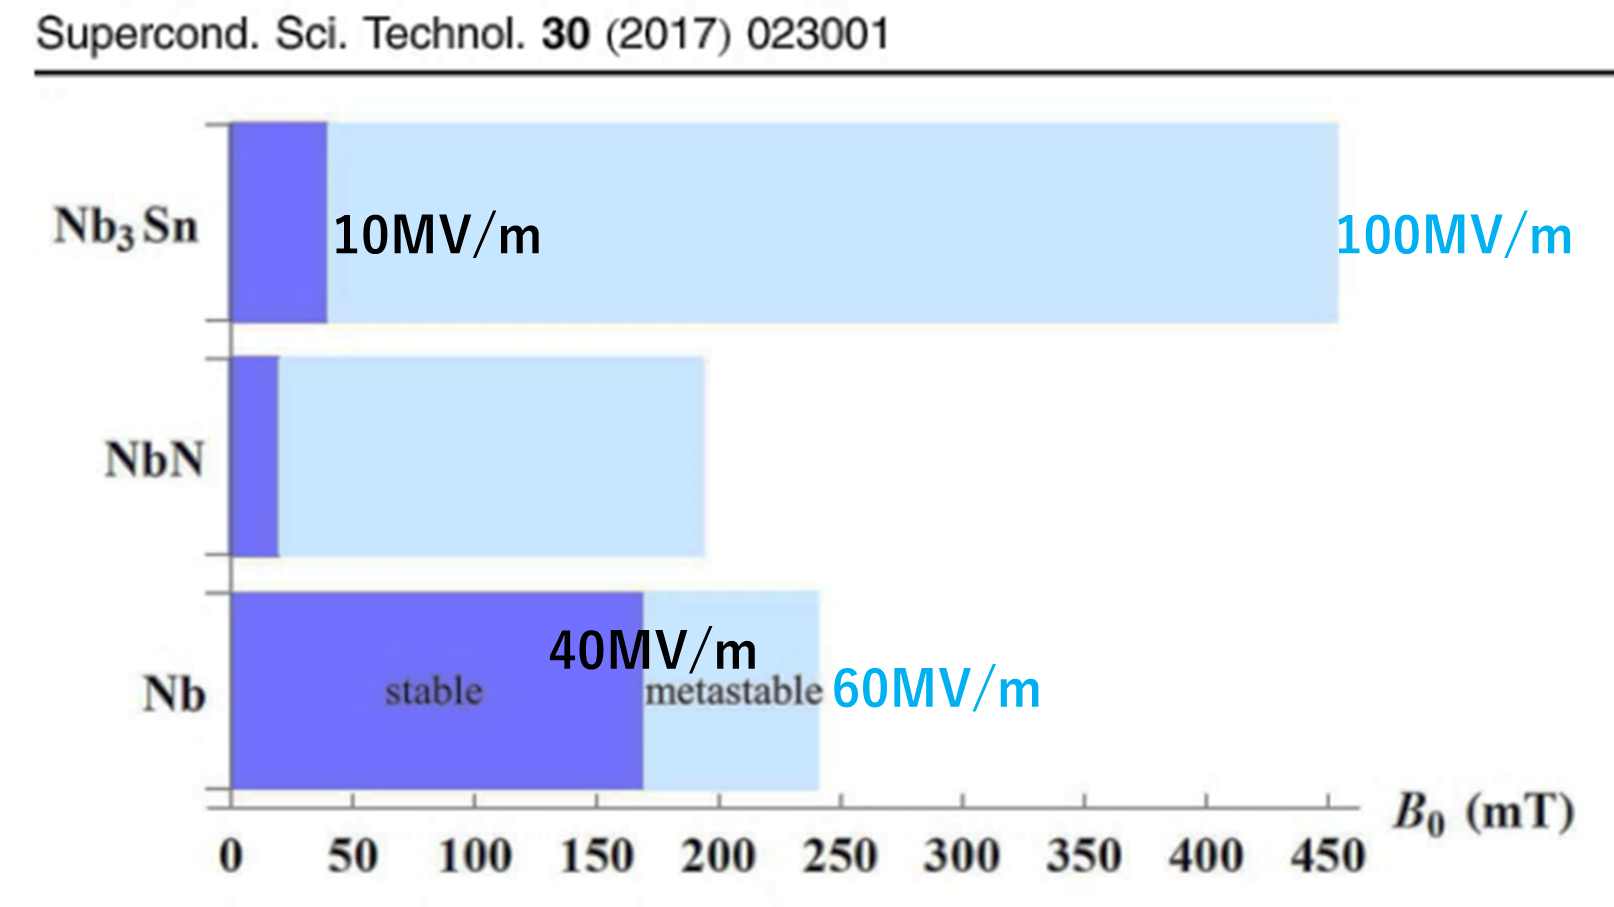 Supercond. Sci. Technol. 30 (2017) 023001
Nb₃Sn
10MV/m
100MV/m
NbN
Nb
stable
40MV/m
metastable
60MV/m
0 50 100 150 200 250 300 350 400 450
B₀ (mT)